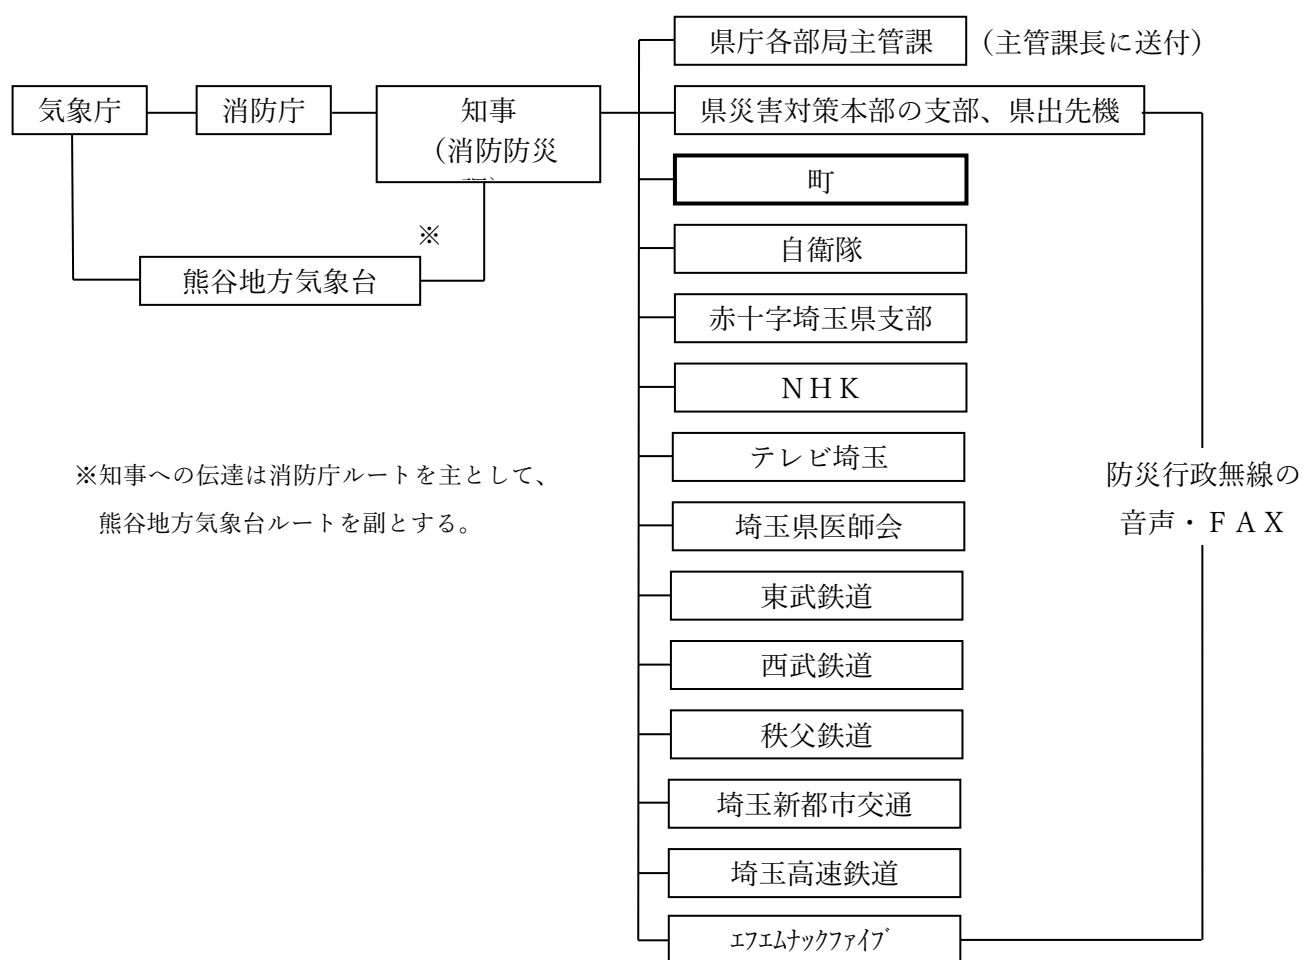 県庁各部局主管課 (主管課長に送付)
気象庁
消防庁
知事
(消防防災
県災害対策本部の支部、県出先機
町
自衛隊
※
熊谷地方気象台
赤十字埼玉県支部
ＮＨＫ
テレビ埼玉
※知事への伝達は消防庁ルートを主として、
熊谷地方気象台ルートを副とする。
埼玉県医師会
防災行政無線の
音声・ＦＡＸ
東武鉄道
西武鉄道
秩父鉄道
埼玉新都市交通
埼玉高速鉄道
ｴﾌｴﾑﾅｯｸﾌｧｲﾌﾞ